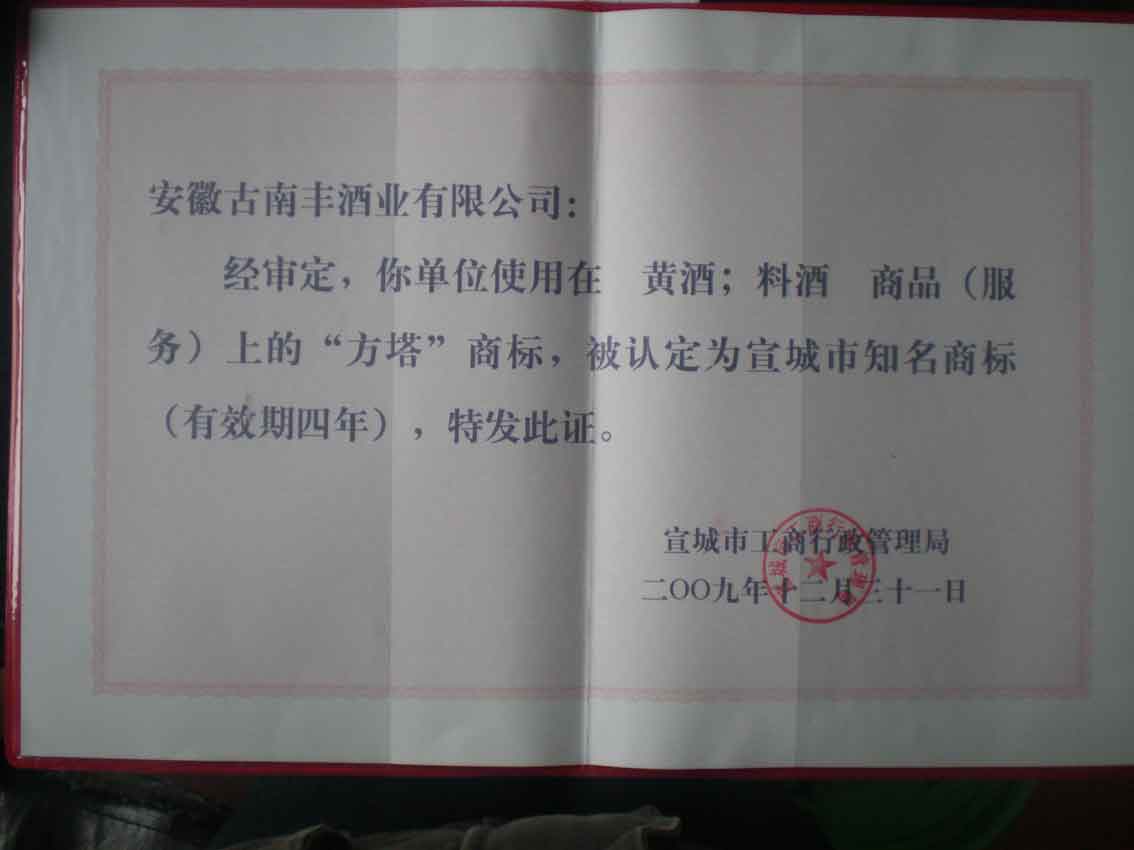 安徽古南丰酒业有限公司：
经审定，你单位使用在 黄酒；料酒 商品（服
务）上的“方塔”商标，被认定为宣城市知名商标
（有效期四年），特发此证。
宣城市工商行政管理局
二〇〇九年十二月三十一日